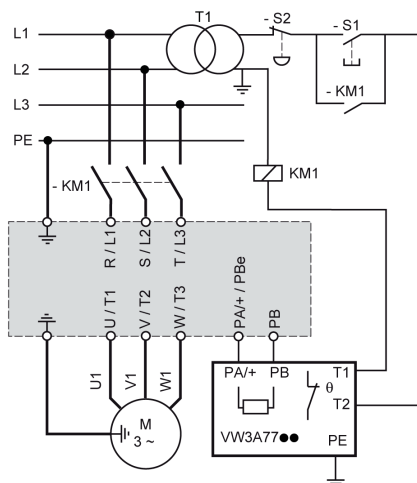 L1
T1
- S2
- S1
L2
- KM1
L3
PE
- KM1
KM1
R / L1
S / L2
T / L3
U / T1
V / T2
W / T3
PA/+ / PBe
PB
U1
V1
W1
M
3 ~
PA/+
PB
T1
θ
T2
VW3A77●●
PE